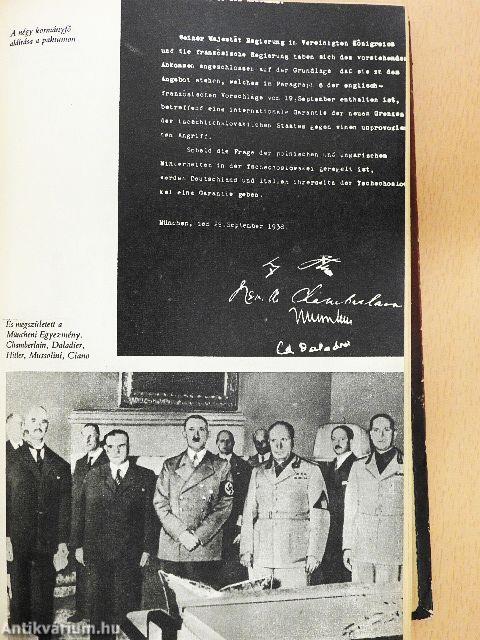 A négy kormányfő
aláírása a paktumon
Seiner Majestät Regierung im Vereinigten Königreich
und die französische Regierung haben sich dem vorstehenden
Abkommen angeschlossen auf der Grundlage, daß sie zu dem
Angebot stehen, welches im Paragraph 6 der englisch-
französischen Vorschläge vom 19.September enthalten ist,
betreffend eine internationale Garantie der neuen Grenzen
des tschechoslowakischen Staates gegen einen unprovozier
ten Angriff.
Sobald die Frage der polnischen und ungarischen
Minderheiten in der Tschechoslowakei geregelt ist,
werden Deutschland und Italien ihrerseits der Tschechoslowa
kei eine Garantie geben.
München, den 29.September 1938.
Chamberlain
Ed Daladier
És megszületett a
Müncheni Egyezmény.
Chamberlain, Daladier,
Hitler, Mussolini, Ciano
Antikvárium.hu